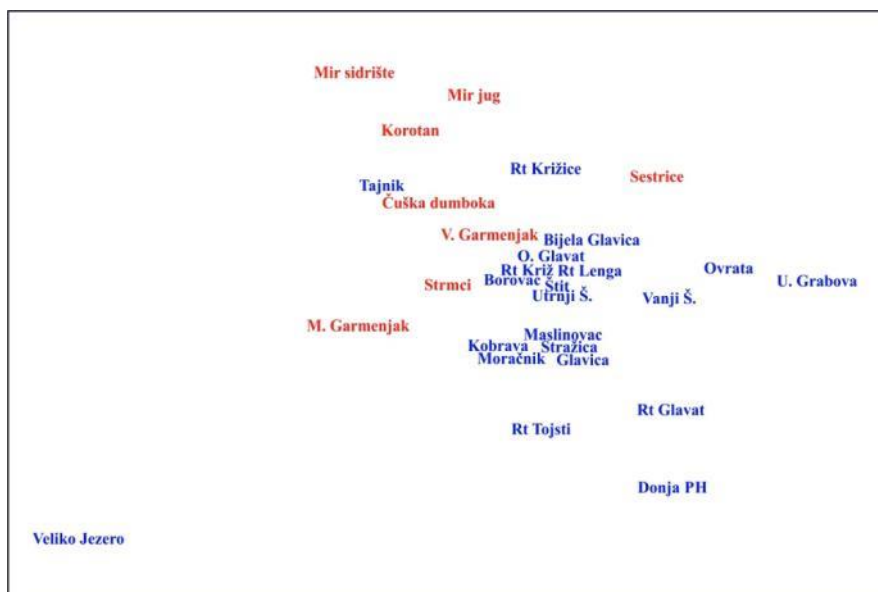 Mir sidrište
Mir jug
Korotan
Rt Križice
Sestrice
Tajnik
Čuška dumboka
V. Garmenjak
Bijela Glavica
O. Glavat
Rt Križ Rt Lenga
Ovrata
Borovac
Štit
U. Grabova
Strmci
Utrnji Š.
Vanji Š.
M. Garmenjak
Maslinovac
Kobrava
Stražica
Moračnik
Glavica
Rt Glavat
Rt Tojsti
Donja PH
Veliko Jezero